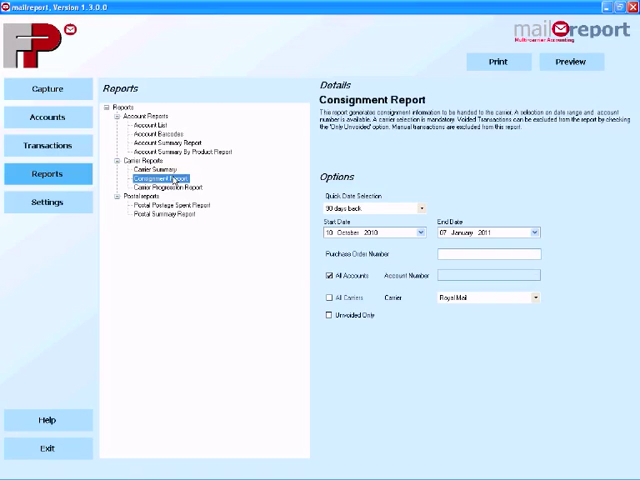 mailreport, Version 1.3.0.0
FP
mailreport
Multicarrier Accounting
Print
Preview
Capture
Accounts
Transactions
Reports
Settings
Help
Exit
Reports
Reports
Account Reports
Account List
Account Barcodes
Account Summary Report
Account Summary By Product Report
Carrier Reports
Carrier Summary
Consignment Report
Carrier Progression Report
Postal reports
Postal Postage Spent Report
Postal Summary Report
Details
Consignment Report
This report generates consignment information to be handed to the carrier. A selection on date range and account
number is available. A carrier selection is mandatory. Voided Transactions can be excluded from the report by checking
the 'Only Unvoided' option. Manual transactions are excluded from this report.
Options
Quick Date Selection
90 days back
Start Date
End Date
10 October 2010
07 January 2011
Purchase Order Number
All Accounts
Account Number
All Carriers
Carrier
Royal Mail
Unvoided Only